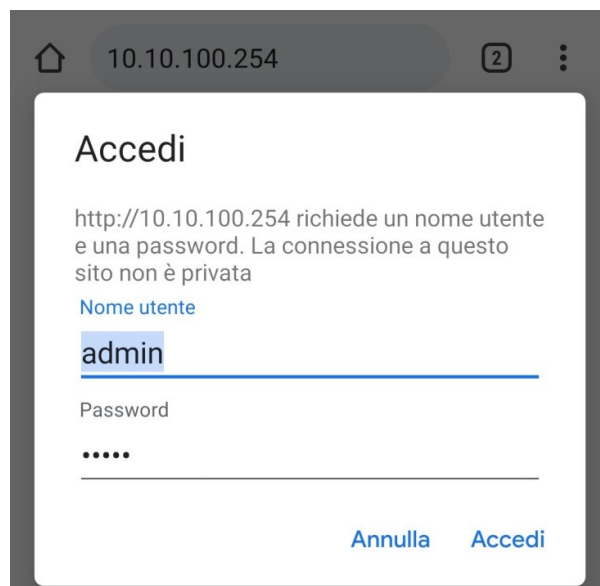 10.10.100.254
2
Accedi
http://10.10.100.254 richiede un nome utente
e una password. La connessione a questo
sito non è privata
Nome utente
admin
Password
•••••
Annulla
Accedi